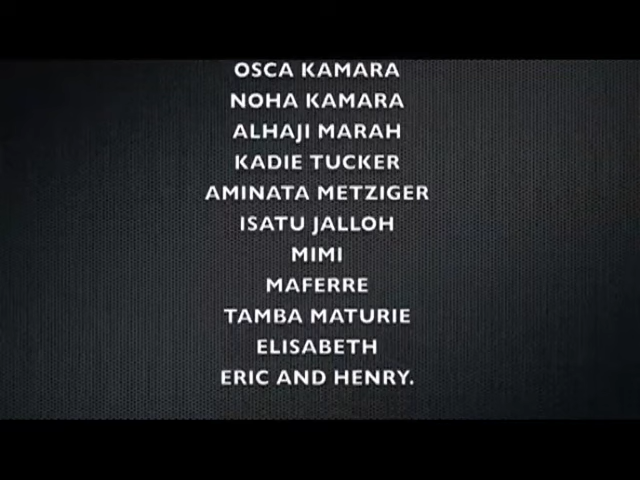 OSCA KAMARA
NOHA KAMARA
ALHAJI MARAH
KADIE TUCKER
AMINATA METZIGER
ISATU JALLOH
MIMI
MAFERRE
TAMBA MATURIE
ELISABETH
ERIC AND HENRY.